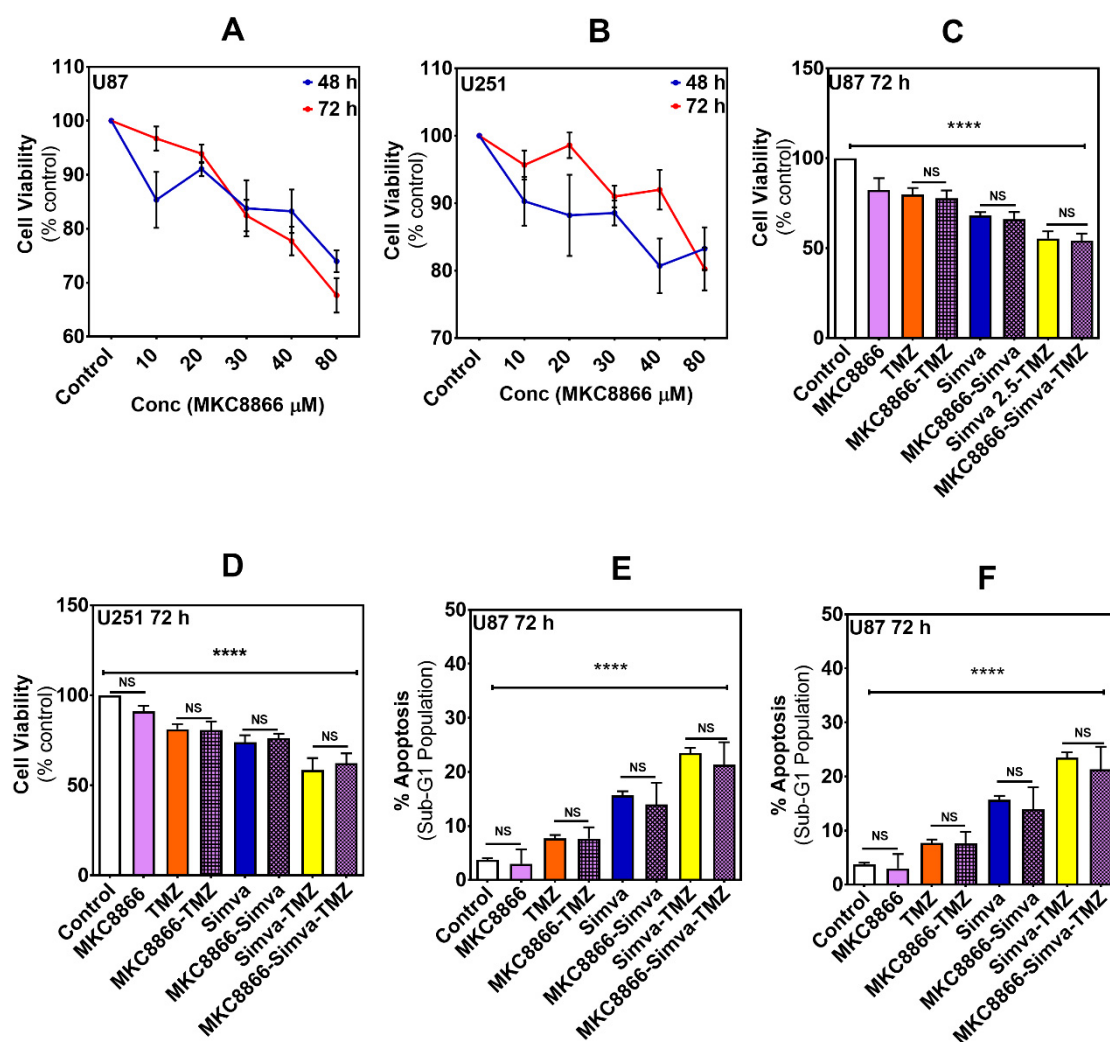 A
110
100
90
80
70
60
U87
48 h
72 h
Cell Viability
(% control)
Control
10
20
30
40
80
Conc (MKC8866 μM)
B
110
100
90
80
70
U251
48 h
72 h
Cell Viability
(% control)
Control
10
20
30
40
80
Conc (MKC8866 μM)
C
150
100
50
0
U87 72 h
****
NS
NS
NS
Cell Viability
(% control)
Control
MKC8866
TMZ
MKC8866-TMZ
Simva
MKC8866-Simva
Simva 2.5-TMZ
MKC8866-Simva-TMZ
D
150
100
50
0
U251 72 h
****
NS
NS
NS
NS
Cell Viability
(% control)
Control
MKC8866
TMZ
MKC8866-TMZ
Simva
MKC8866-Simva
Simva-TMZ
MKC8866-Simva-TMZ
E
50
40
30
20
10
0
U87 72 h
****
NS
NS
NS
NS
% Apoptosis
(Sub-G1 Population)
Control
MKC8866
TMZ
MKC8866-TMZ
Simva
MKC8866-Simva
Simva-TMZ
MKC8866-Simva-TMZ
F
50
40
30
20
10
0
U87 72 h
****
NS
NS
NS
NS
% Apoptosis
(Sub-G1 Population)
Control
MKC8866
TMZ
MKC8866-TMZ
Simva
MKC8866-Simva
Simva-TMZ
MKC8866-Simva-TMZ